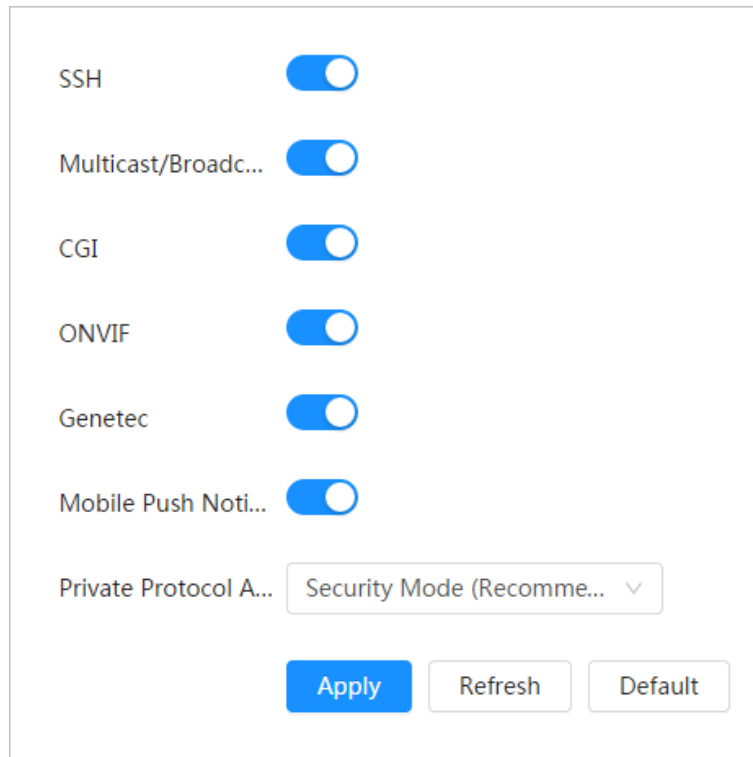 SSH
Multicast/Broadc...
CGI
ONVIF
Genetec
Mobile Push Noti...
Private Protocol A... Security Mode (Recomme...
Apply Refresh Default